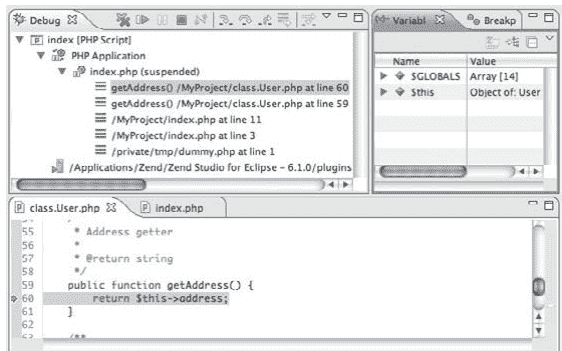 Debug
index [PHP Script]
PHP Application
index.php (suspended)
getAddress() /MyProject/class.User.php at line 60
getAddress() /MyProject/class.User.php at line 59
/MyProject/index.php at line 11
/MyProject/index.php at line 3
/private/tmp/dummy.php at line 1
/Applications/Zend/Zend Studio for Eclipse – 6.1.0/plugins
(x)= Variabl
Breakp
Name Value
$GLOBALS Array [14]
$this Object of: User
class.User.php
index.php
55 * Address getter
56 *
57 * @return string
58 */
59 public function getAddress() {
60 return $this->address;
61 }
62
63 /**